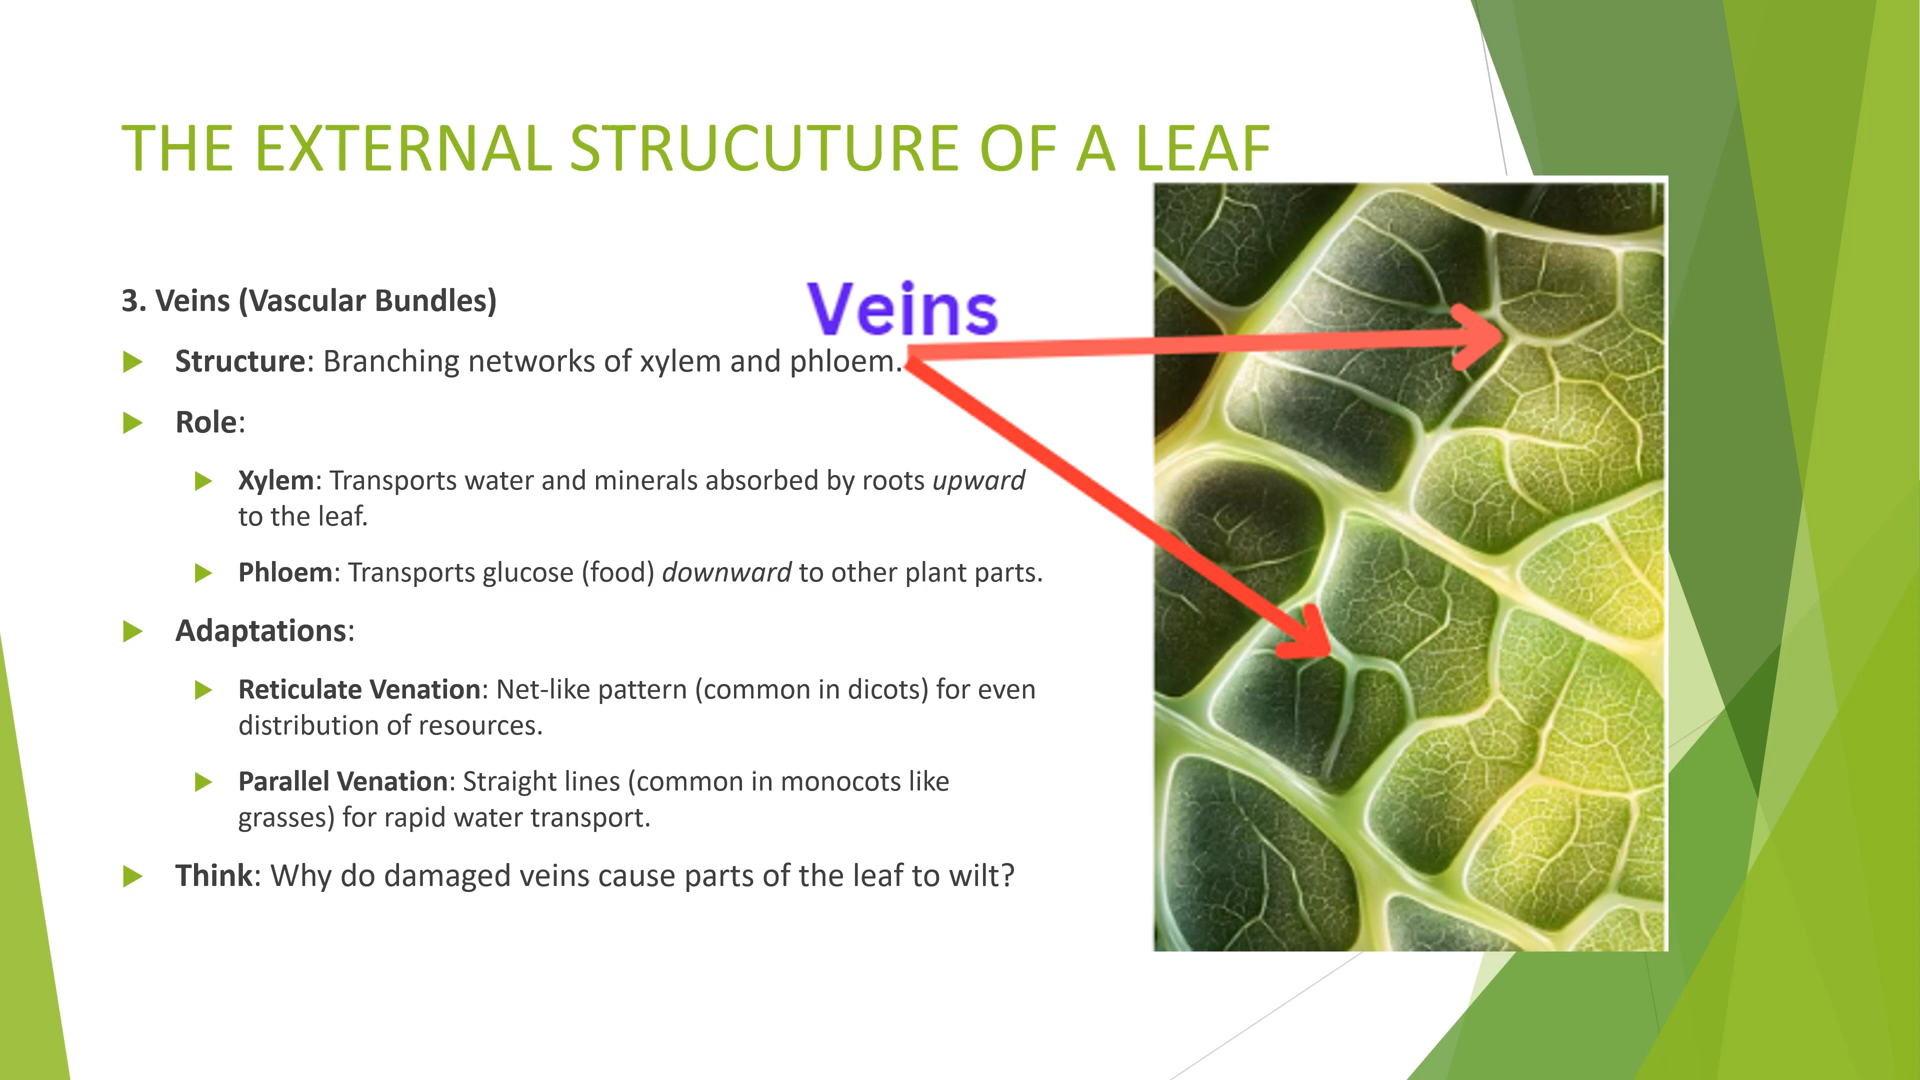 THE EXTERNAL STRUCUTURE OF A LEAF
3. Veins (Vascular Bundles)
Veins
Structure: Branching networks of xylem and phloem.
Role:
Xylem: Transports water and minerals absorbed by roots upward
to the leaf.
Phloem: Transports glucose (food) downward to other plant parts.
Adaptations:
Reticulate Venation: Net-like pattern (common in dicots) for even
distribution of resources.
Parallel Venation: Straight lines (common in monocots like
grasses) for rapid water transport.
Think: Why do damaged veins cause parts of the leaf to wilt?